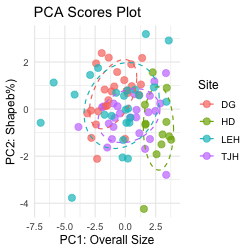 PCA Scores Plot
PC2: Shapeb%)
2
0
-2
-4
-7.5
-5.0
-2.5
0.0
2.5
PC1: Overall Size
Site
DG
HD
LEH
TJH